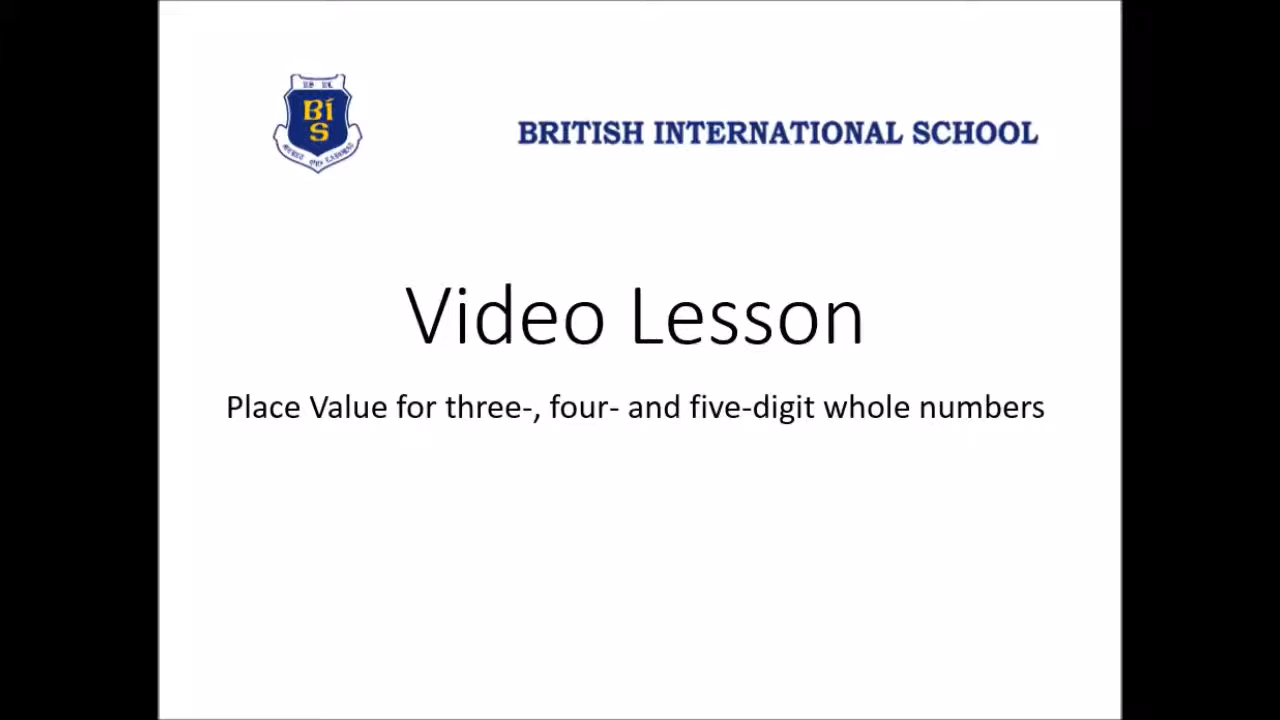 BiS
BRITISH INTERNATIONAL SCHOOL
Video Lesson
Place Value for three-, four- and five-digit whole numbers